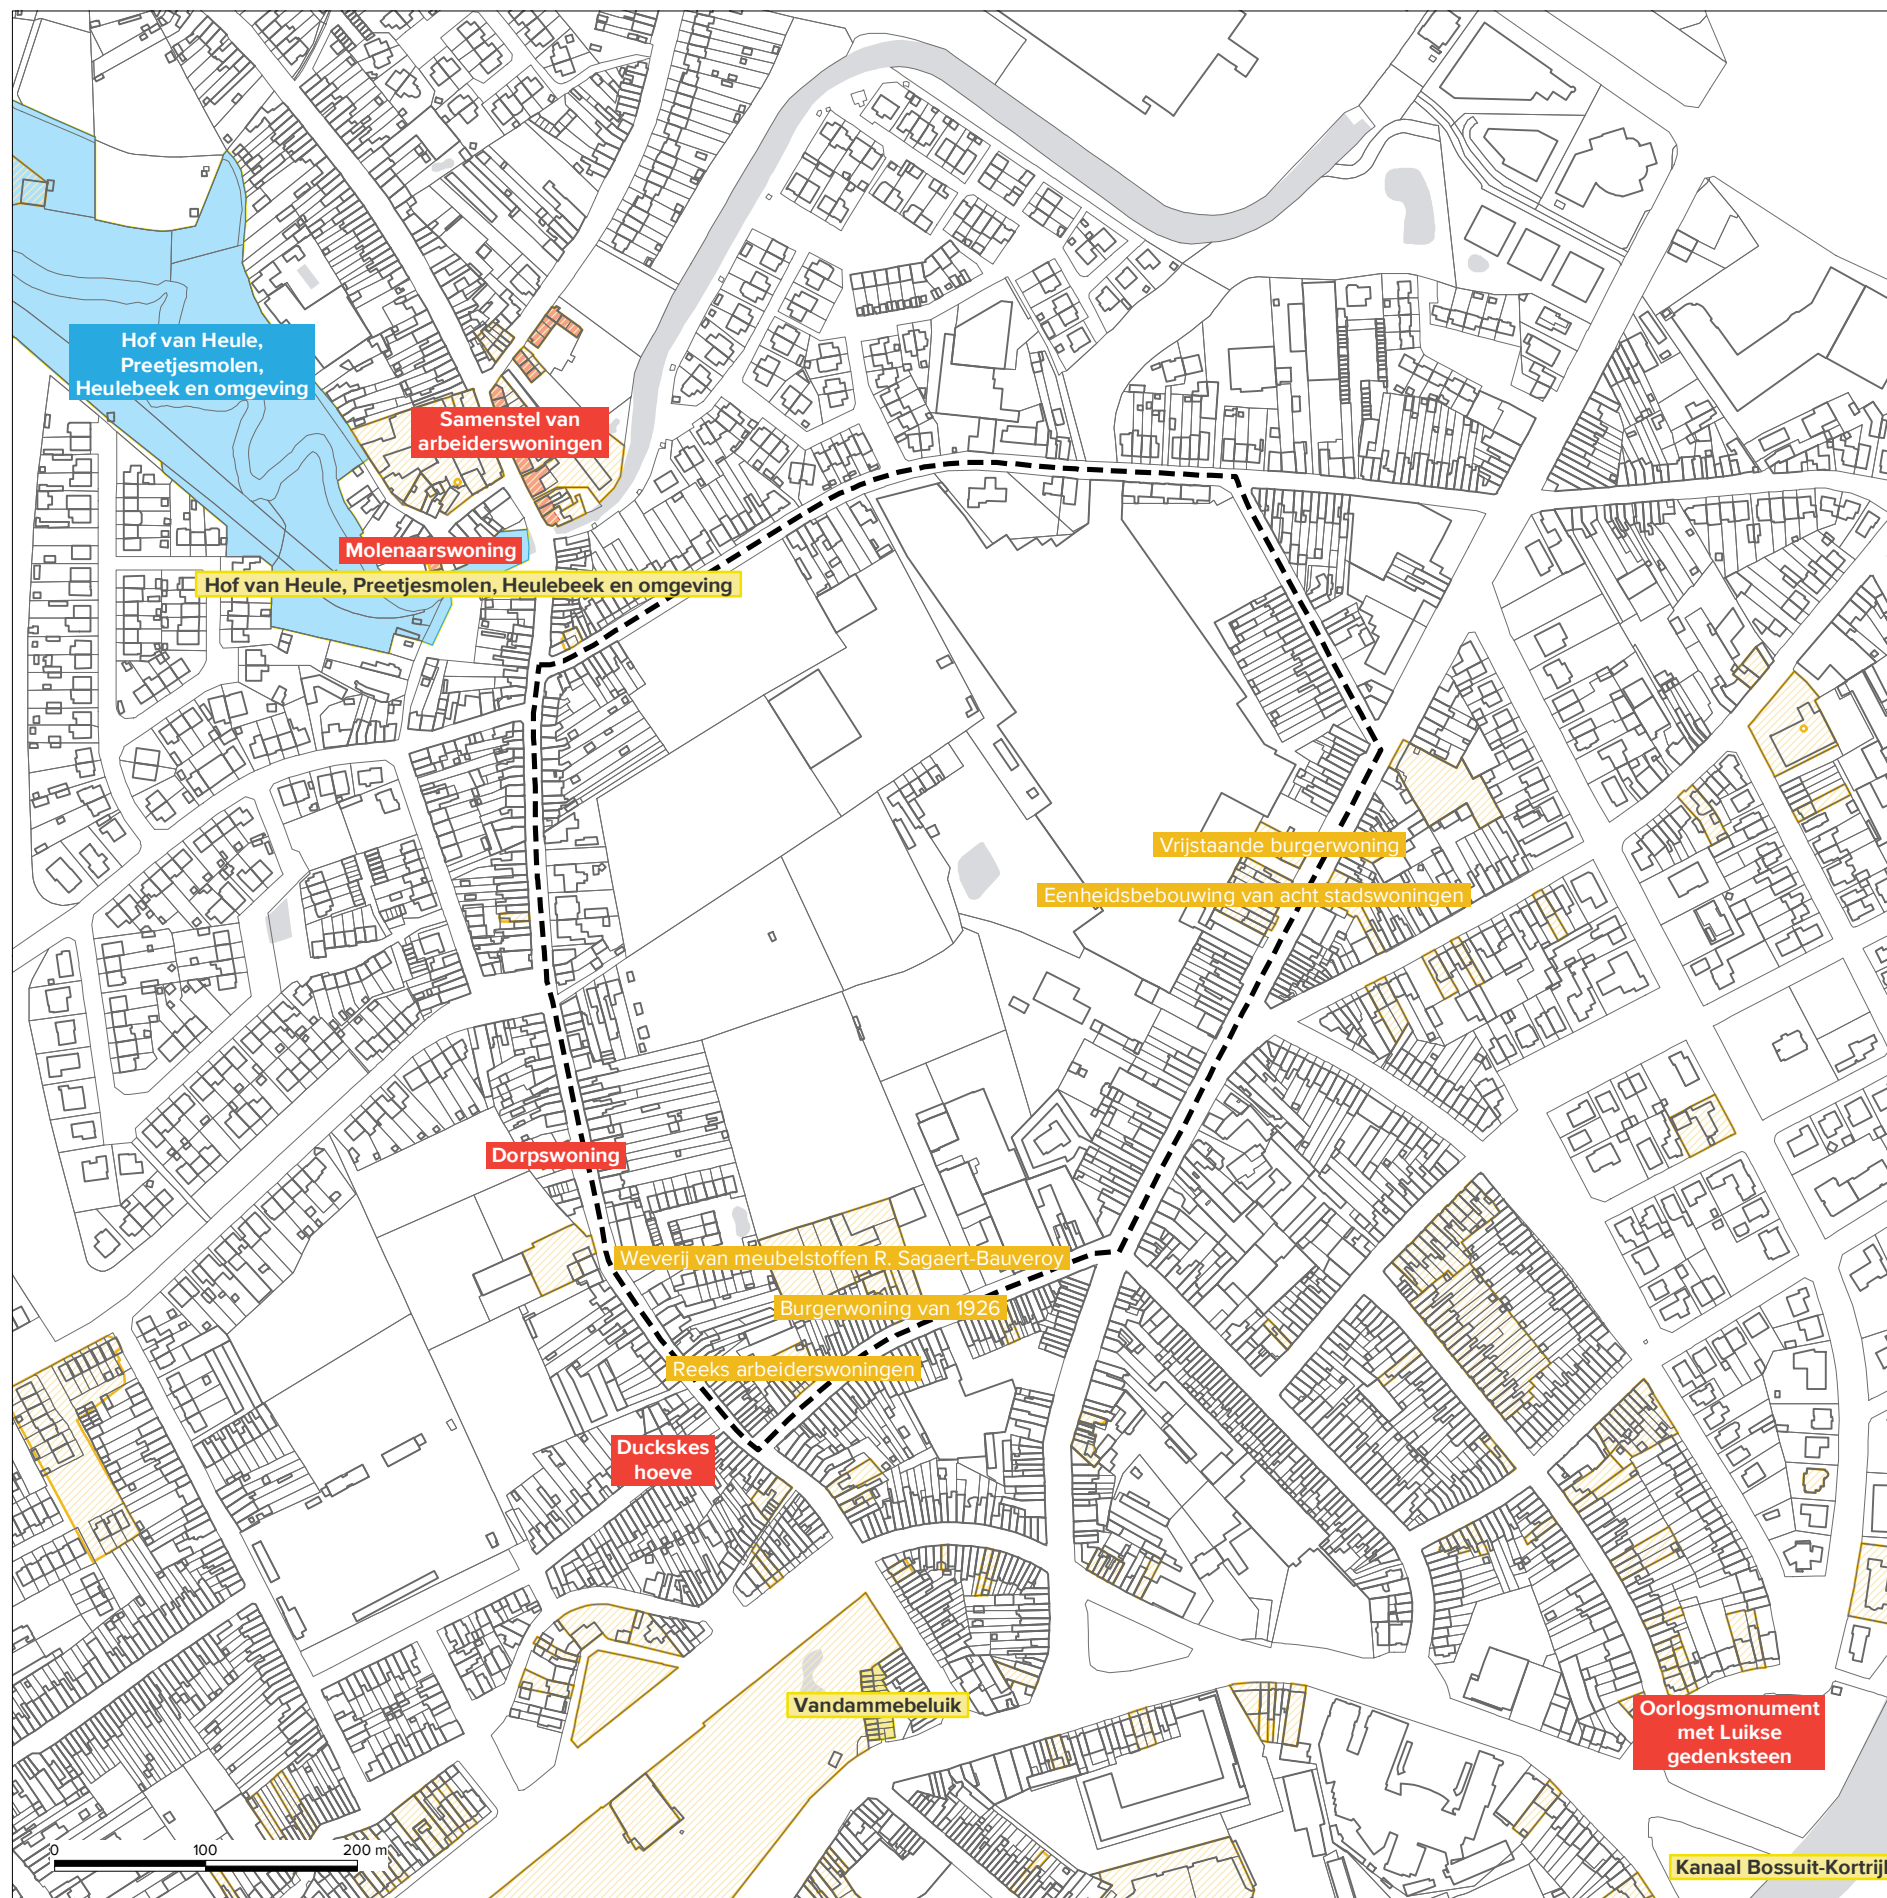 Hof van Heule,
Preetjesmolen,
Heulebeek en omgeving
Samenstel van
arbeiderswoningen
Molenaarswoning
Hof van Heule, Preetjesmolen, Heulebeek en omgeving
Vrijstaande burgerwoning
Eenheidsbebouwing van acht stadswoningen
Dorpswoning
Weverij van meubelstoffen R. Sagaert-Bauveroy
Burgerwoning van 1926
Reeks arbeiderswoningen
Duckskes
hoeve
Vandammebeluik
Oorlogsmonument
met Luikse
gedenksteen
0 100 200 m
Kanaal Bossuit-Kortrijk